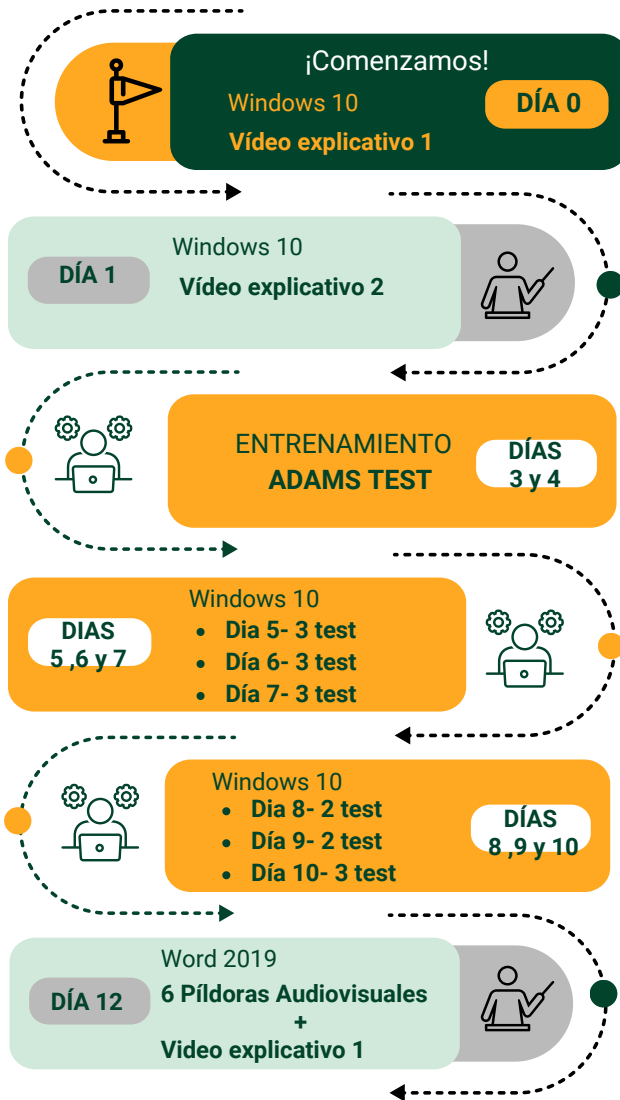 ¡Comenzamos!
Windows 10
DÍA 0
Vídeo explicativo 1
Windows 10
DÍA 1
Vídeo explicativo 2
ENTRENAMIENTO
ADAMS TEST
DÍAS
3 y 4
DIAS
5 ,6 y 7
Windows 10
• Dia 5- 3 test
• Día 6- 3 test
• Día 7- 3 test
Windows 10
• Dia 8- 2 test
• Día 9- 2 test
• Día 10- 3 test
DÍAS
8 ,9 y 10
DÍA 12
Word 2019
6 Píldoras Audiovisuales
+
Video explicativo 1